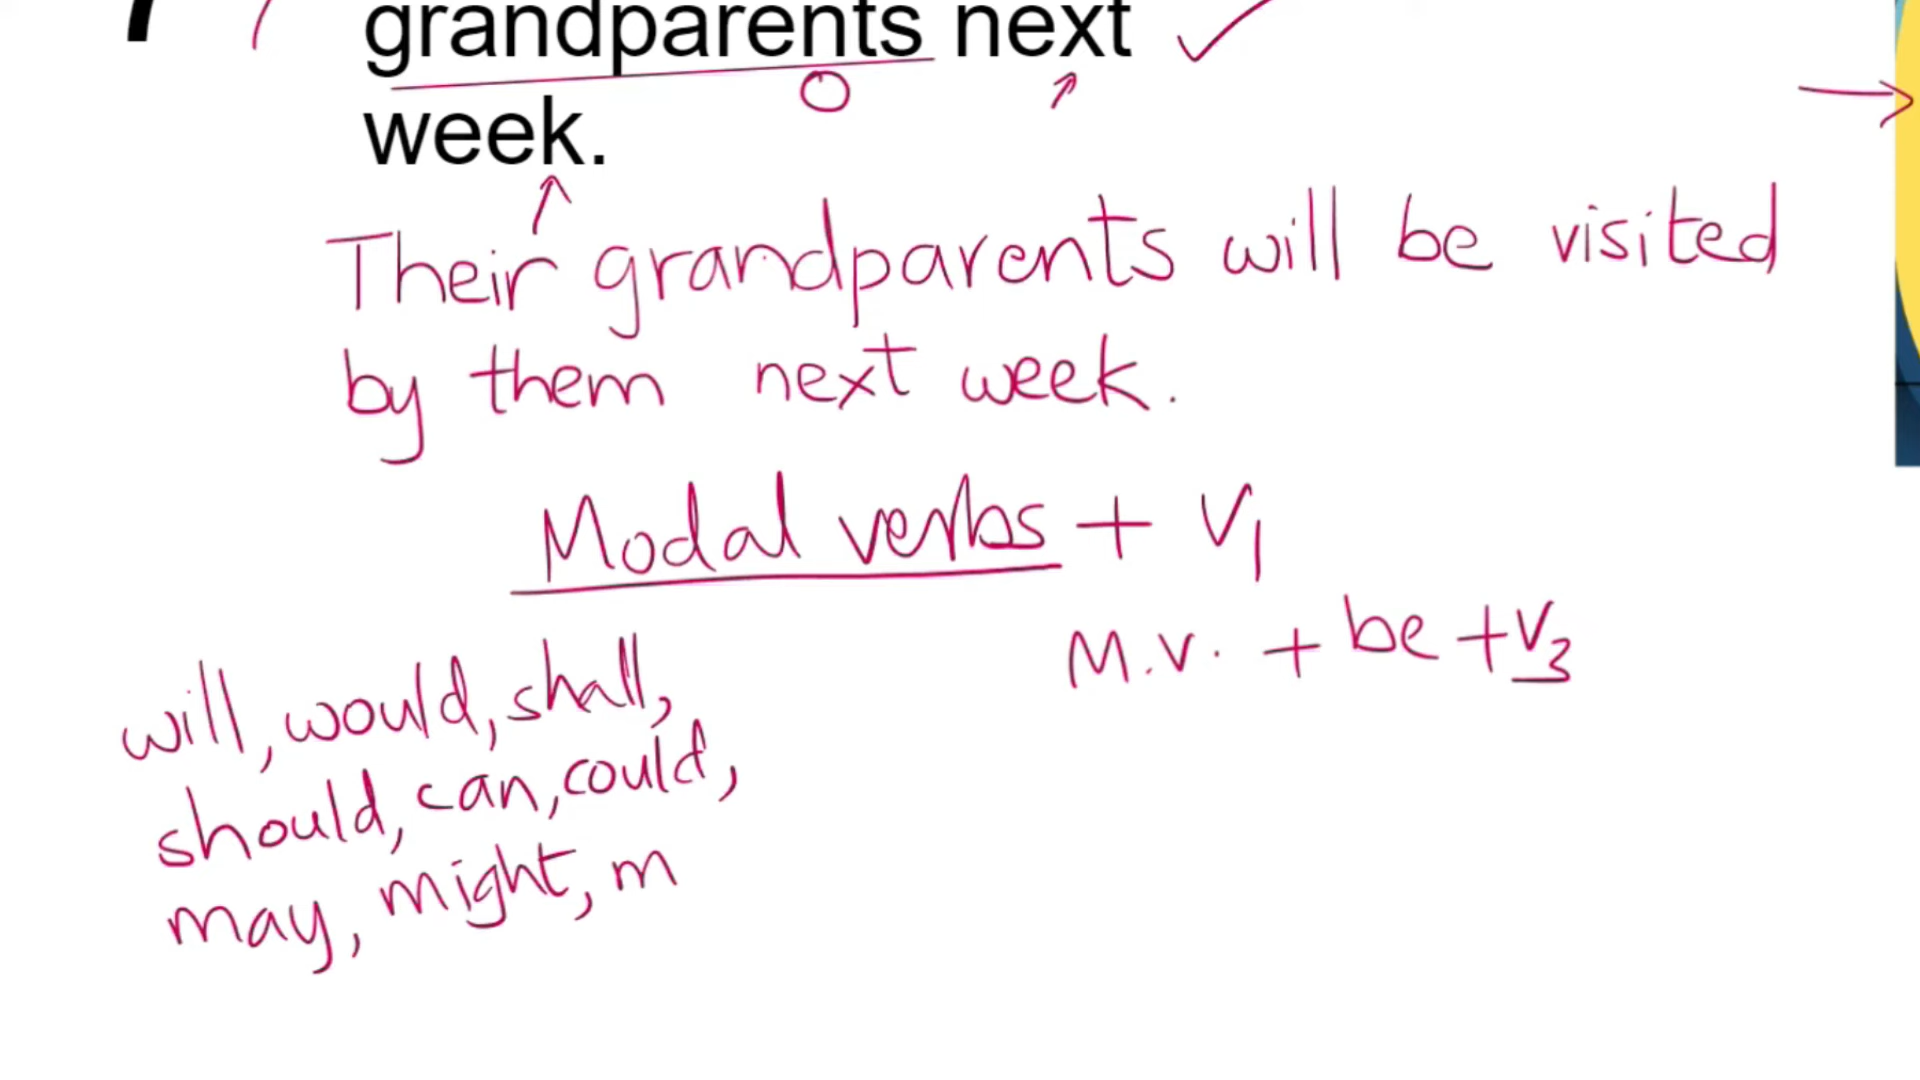 grandparents next
O
week.
Their grandparents will be visited
by them next week.
Modal verbs + V1
M.V. + be + V3
will, would, shall,
should, can, could,
may, might, m